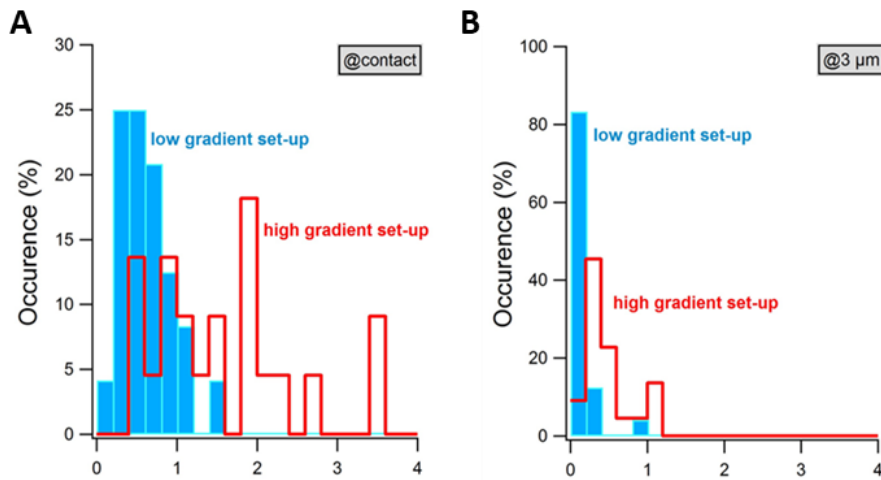 A
30
25
20
15
10
5
0
Occurence (%)
@contact
low gradient set-up
high gradient set-up
0 1 2 3 4
B
100
80
60
40
20
0
Occurence (%)
@3 µm
low gradient set-up
high gradient set-up
0 1 2 3 4